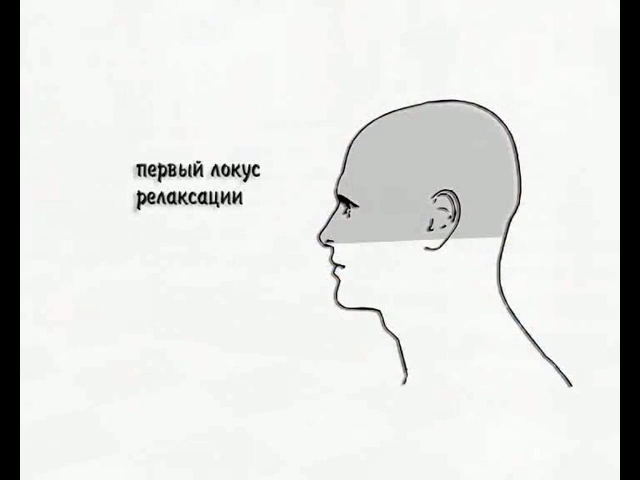 первый локус
релаксации